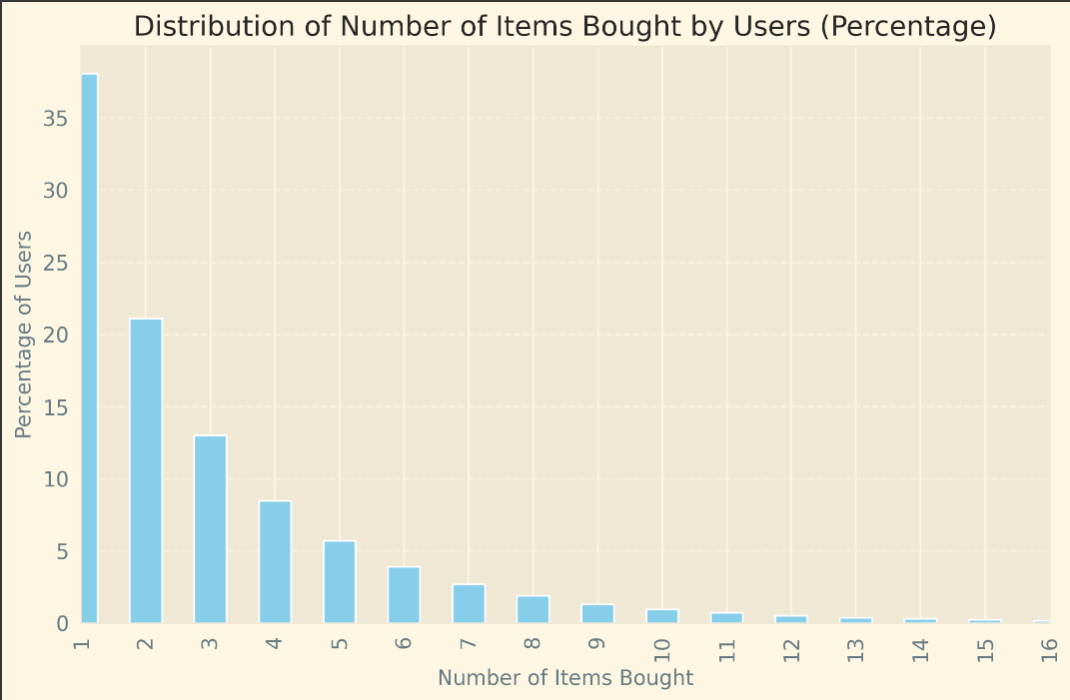 Distribution of Number of Items Bought by Users (Percentage)
Percentage of Users
35
30
25
20
15
10
5
0
1 2 3 4 5 6 7 8 9 10 11 12 13 14 15 16
Number of Items Bought